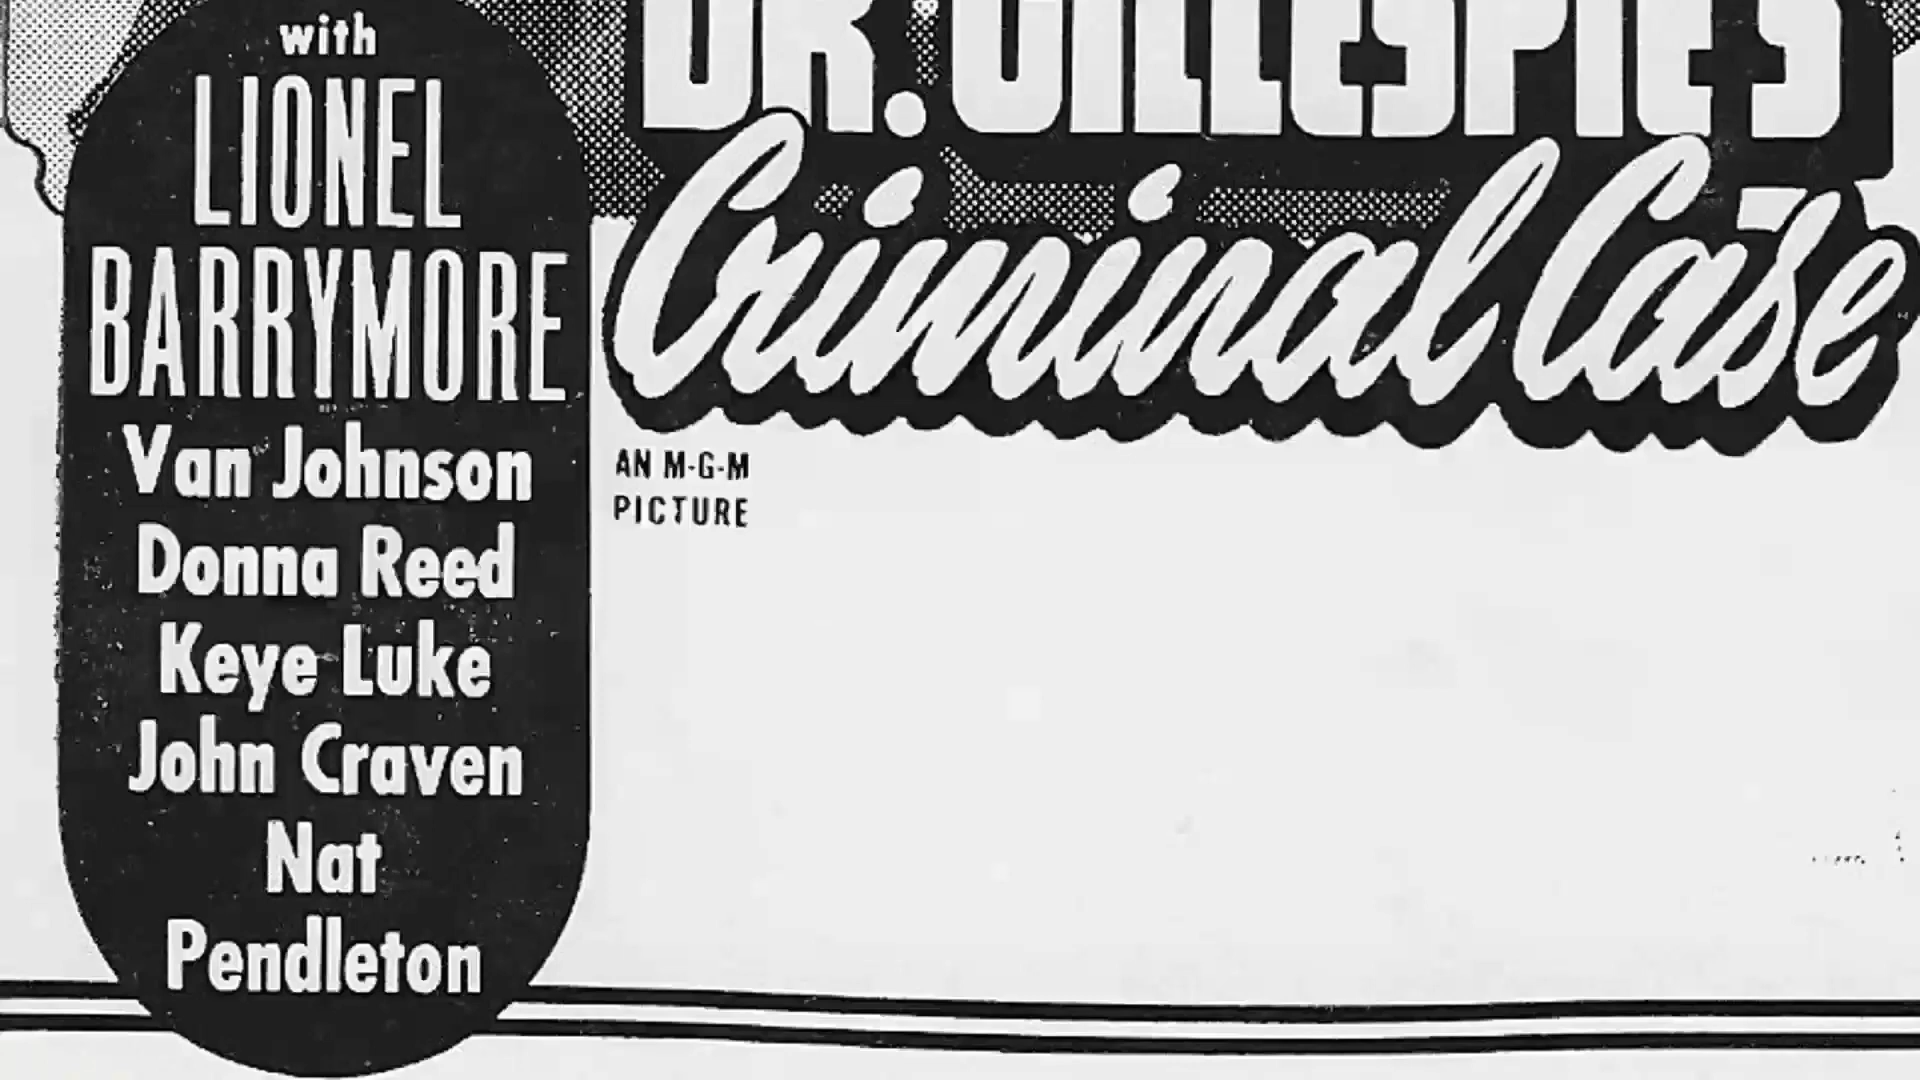 with
LIONEL
BARRYMORE
Van Johnson
Donna Reed
Keye Luke
John Craven
Nat
Pendleton
DR. GILLESPIE'S
Criminal Case
AN M-G-M
PICTURE